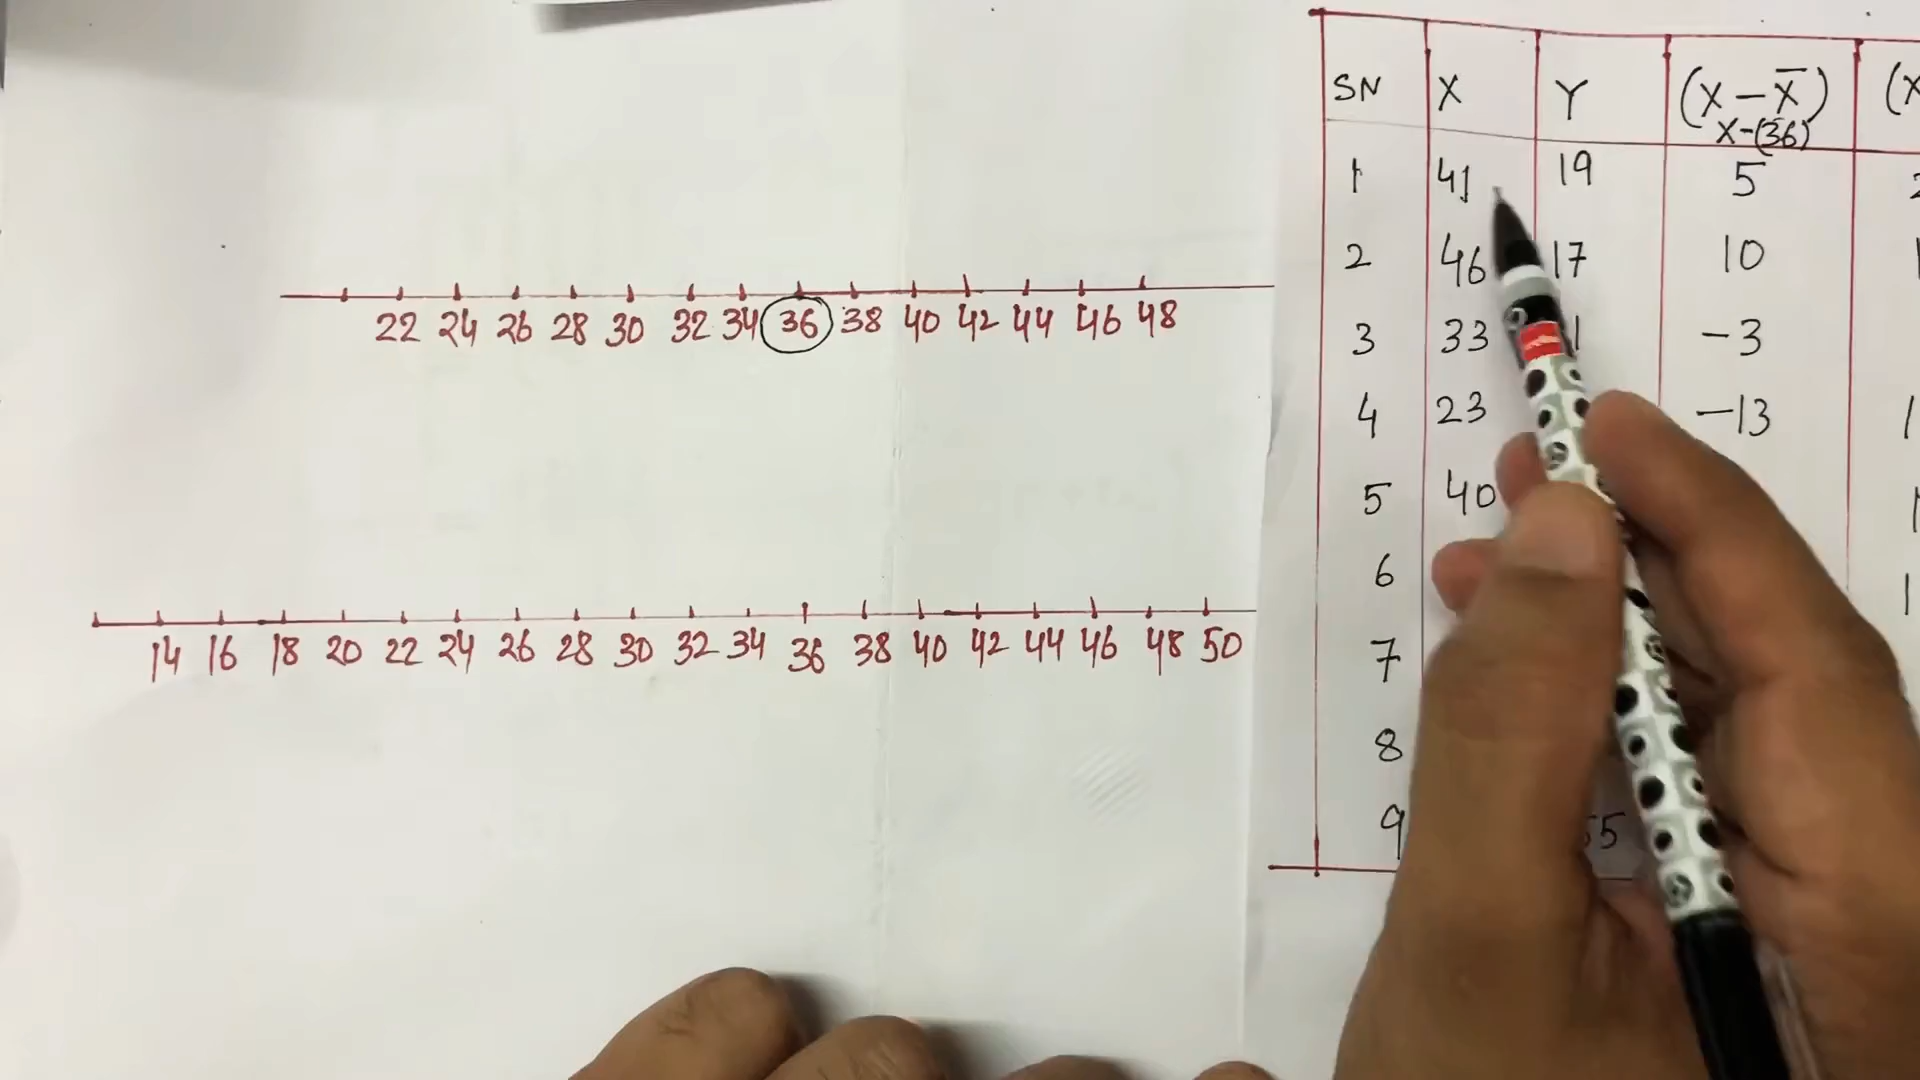 22 24 26 28 30 32 34 36 38 40 42 44 46 48
14 16 18 20 22 24 26 28 30 32 34 36 38 40 42 44 46 48 50
SN X Y (X - X̅) (X
X-(36)
1 41 19 5
2 46 17 10
3 33 -3
4 23 -13
5 40
6
7
8
9